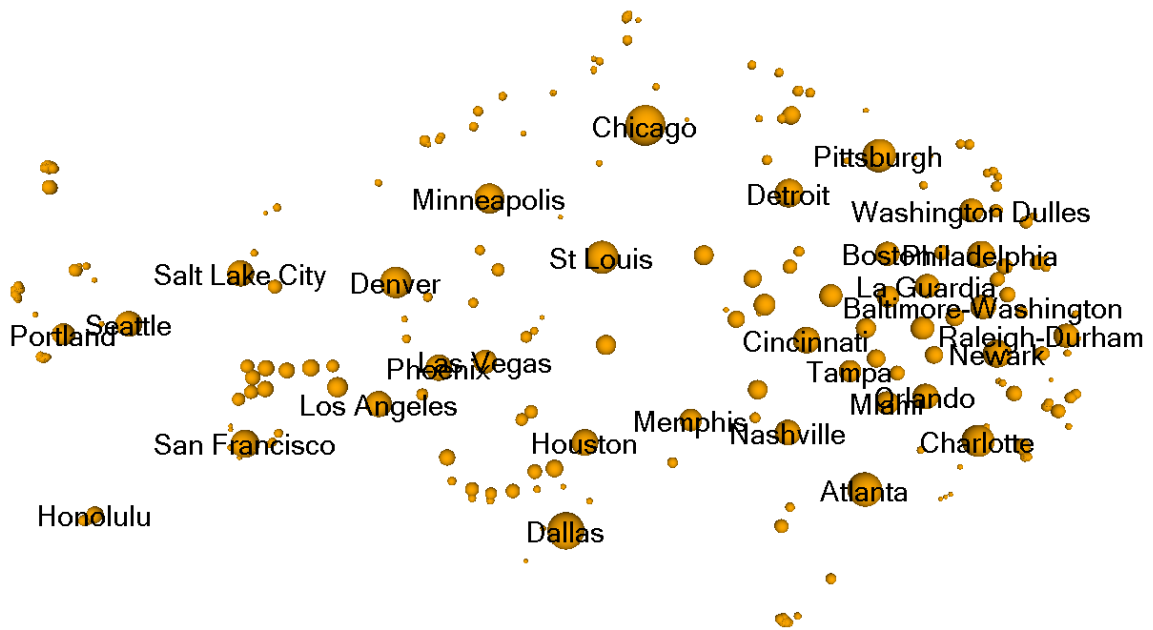 Chicago
Pittsburgh
Minneapolis
Detroit
Washington Dulles
St Louis
Boston
Philadelphia
Salt Lake City
Denver
La Guardia
Baltimore-Washington
Portland
Seattle
Cincinnati
Raleigh-Durham
Newark
Las Vegas
Phoenix
Tampa
Los Angeles
Miami
Orlando
Memphis
Nashville
San Francisco
Houston
Charlotte
Atlanta
Honolulu
Dallas